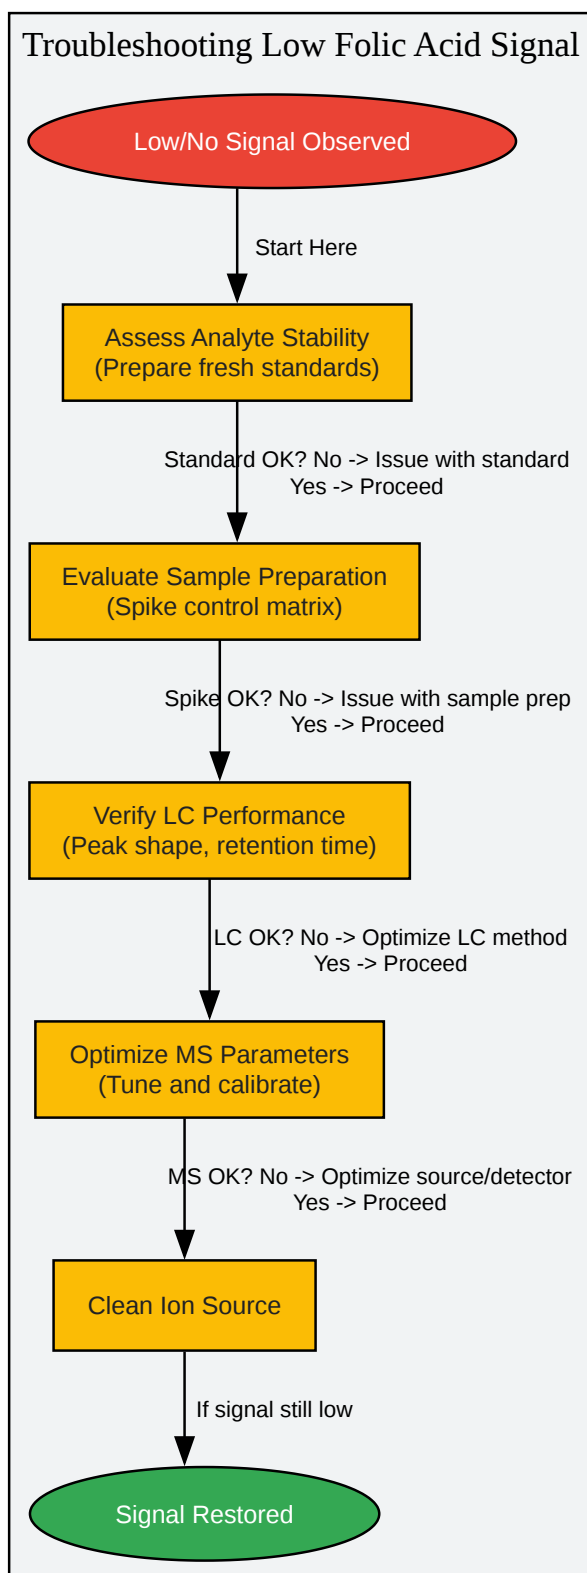 Troubleshooting Low Folic Acid Signal
Low/No Signal Observed
Start Here
Assess Analyte Stability
(Prepare fresh standards)
Standard OK? No -> Issue with standard
Yes -> Proceed
Evaluate Sample Preparation
(Spike control matrix)
Spike OK? No -> Issue with sample prep
Yes -> Proceed
Verify LC Performance
(Peak shape, retention time)
LC OK? No -> Optimize LC method
Yes -> Proceed
Optimize MS Parameters
(Tune and calibrate)
MS OK? No -> Optimize source/detector
Yes -> Proceed
Clean Ion Source
If signal still low
Signal Restored